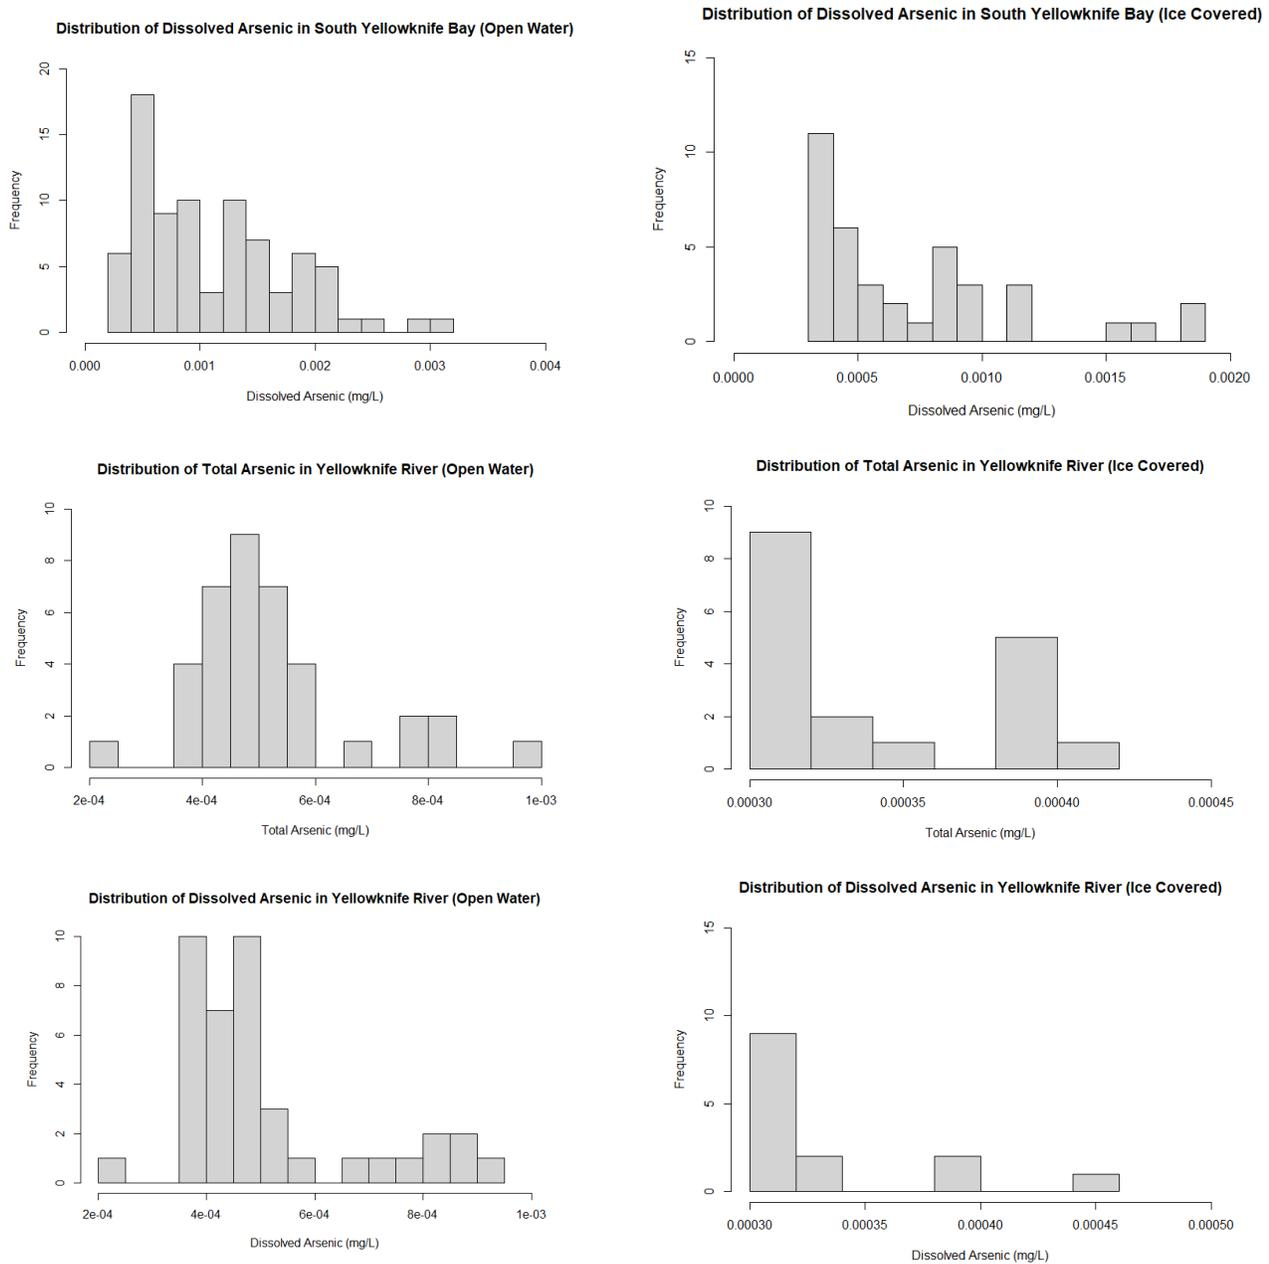 Distribution of Dissolved Arsenic in South Yellowknife Bay (Open Water)
20
15
10
5
0
Frequency
0.000 0.001 0.002 0.003 0.004
Dissolved Arsenic (mg/L)
Distribution of Dissolved Arsenic in South Yellowknife Bay (Ice Covered)
15
10
5
0
Frequency
0.0000 0.0005 0.0010 0.0015 0.0020
Dissolved Arsenic (mg/L)
Distribution of Total Arsenic in Yellowknife River (Open Water)
10
8
6
4
2
0
Frequency
2e-04 4e-04 6e-04 8e-04 1e-03
Total Arsenic (mg/L)
Distribution of Total Arsenic in Yellowknife River (Ice Covered)
10
8
6
4
2
0
Frequency
0.00030 0.00035 0.00040 0.00045
Total Arsenic (mg/L)
Distribution of Dissolved Arsenic in Yellowknife River (Open Water)
10
8
6
4
2
0
Frequency
2e-04 4e-04 6e-04 8e-04 1e-03
Dissolved Arsenic (mg/L)
Distribution of Dissolved Arsenic in Yellowknife River (Ice Covered)
15
10
5
0
Frequency
0.00030 0.00035 0.00040 0.00045 0.00050
Dissolved Arsenic (mg/L)